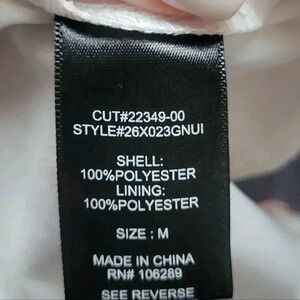 CUT#22349-00
STYLE#26X023GNUI
SHELL:
100%POLYESTER
LINING:
100%POLYESTER
SIZE : M
MADE IN CHINA
RN# 106289
SEE REVERSE